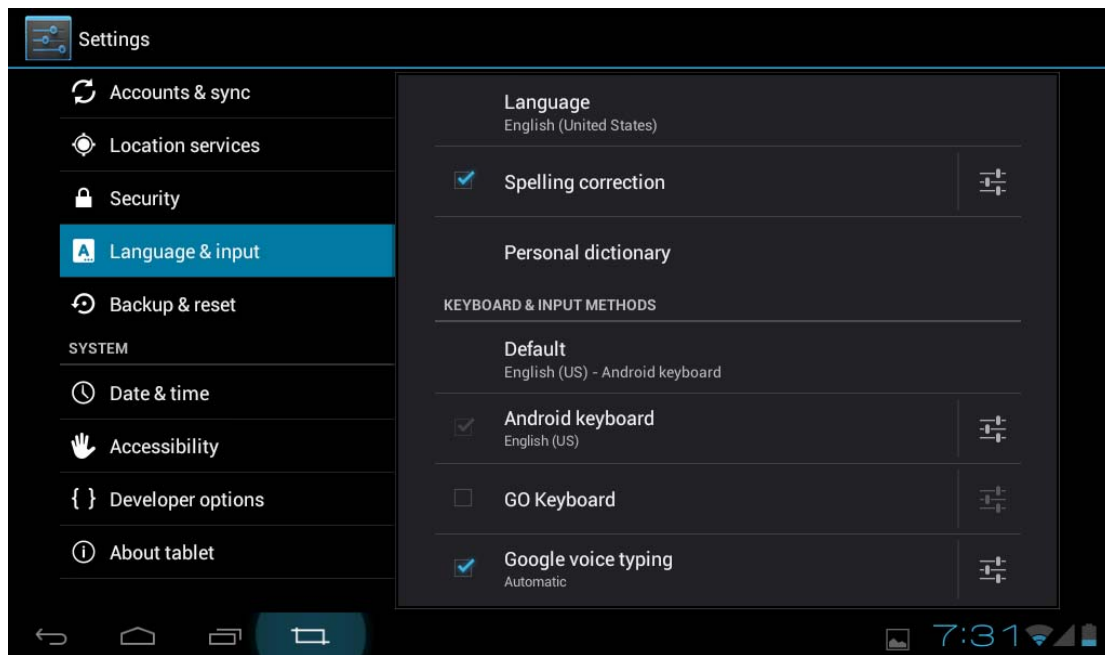 Settings
Accounts & sync
Location services
Security
Language & input
Backup & reset
SYSTEM
Date & time
Accessibility
{ } Developer options
About tablet
Language
English (United States)
Spelling correction
Personal dictionary
KEYBOARD & INPUT METHODS
Default
English (US) - Android keyboard
Android keyboard
English (US)
GO Keyboard
Google voice typing
Automatic
7:31